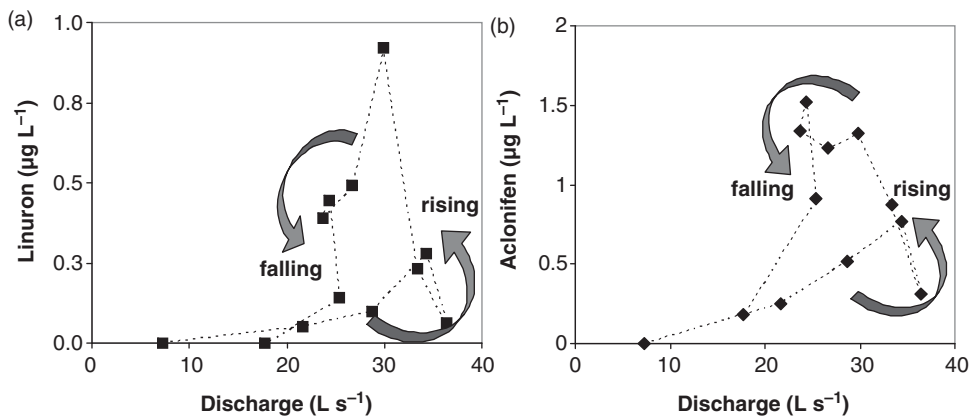 (a)
1.0
0.8
0.5
0.3
0.0
Linuron (µg L⁻¹)
falling
rising
0
10
20
30
40
Discharge (L s⁻¹)
(b)
2
1.5
1
0.5
0
Aclonifen (µg L⁻¹)
falling
rising
0
10
20
30
40
Discharge (L s⁻¹)